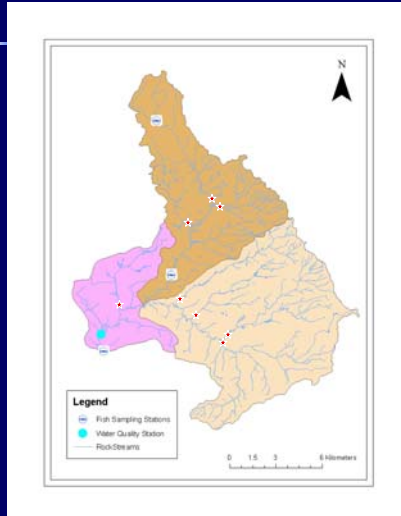 N
Legend
Fish Sampling Stations
Water Quality Station
RockStreams
0 1.5 3 6 Kilometers